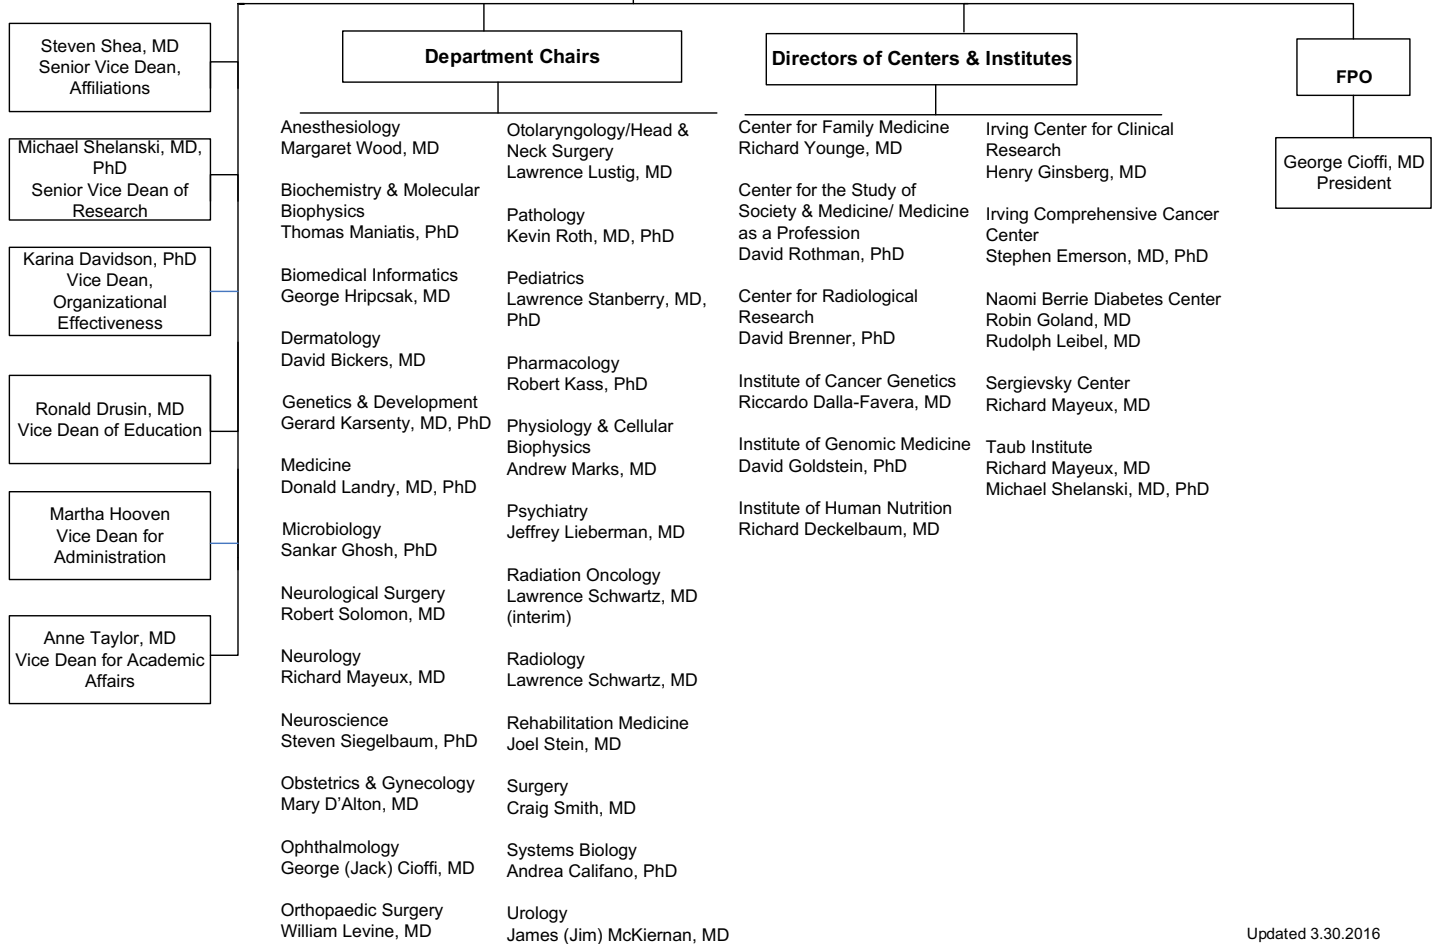 Steven Shea, MD
Senior Vice Dean,
Affiliations
Michael Shelanski, MD,
PhD
Senior Vice Dean of
Research
Karina Davidson, PhD
Vice Dean,
Organizational
Effectiveness
Ronald Drusin, MD
Vice Dean of Education
Martha Hooven
Vice Dean for
Administration
Anne Taylor, MD
Vice Dean for Academic
Affairs
Department Chairs
Anesthesiology
Margaret Wood, MD
Biochemistry & Molecular
Biophysics
Thomas Maniatis, PhD
Biomedical Informatics
George Hripcsak, MD
Dermatology
David Bickers, MD
Genetics & Development
Gerard Karsenty, MD, PhD
Medicine
Donald Landry, MD, PhD
Microbiology
Sankar Ghosh, PhD
Neurological Surgery
Robert Solomon, MD
Neurology
Richard Mayeux, MD
Neuroscience
Steven Siegelbaum, PhD
Obstetrics & Gynecology
Mary D’Alton, MD
Ophthalmology
George (Jack) Cioffi, MD
Orthopaedic Surgery
William Levine, MD
Otolaryngology/Head &
Neck Surgery
Lawrence Lustig, MD
Pathology
Kevin Roth, MD, PhD
Pediatrics
Lawrence Stanberry, MD,
PhD
Pharmacology
Robert Kass, PhD
Physiology & Cellular
Biophysics
Andrew Marks, MD
Psychiatry
Jeffrey Lieberman, MD
Radiation Oncology
Lawrence Schwartz, MD
(interim)
Radiology
Lawrence Schwartz, MD
Rehabilitation Medicine
Joel Stein, MD
Surgery
Craig Smith, MD
Systems Biology
Andrea Califano, PhD
Urology
James (Jim) McKiernan, MD
Directors of Centers & Institutes
Center for Family Medicine
Richard Younge, MD
Center for the Study of
Society & Medicine/ Medicine
as a Profession
David Rothman, PhD
Center for Radiological
Research
David Brenner, PhD
Institute of Cancer Genetics
Riccardo Dalla-Favera, MD
Institute of Genomic Medicine
David Goldstein, PhD
Institute of Human Nutrition
Richard Deckelbaum, MD
Irving Center for Clinical
Research
Henry Ginsberg, MD
Irving Comprehensive Cancer
Center
Stephen Emerson, MD, PhD
Naomi Berrie Diabetes Center
Robin Goland, MD
Rudolph Leibel, MD
Sergievsky Center
Richard Mayeux, MD
Taub Institute
Richard Mayeux, MD
Michael Shelanski, MD, PhD
FPO
George Cioffi, MD
President
Updated 3.30.2016